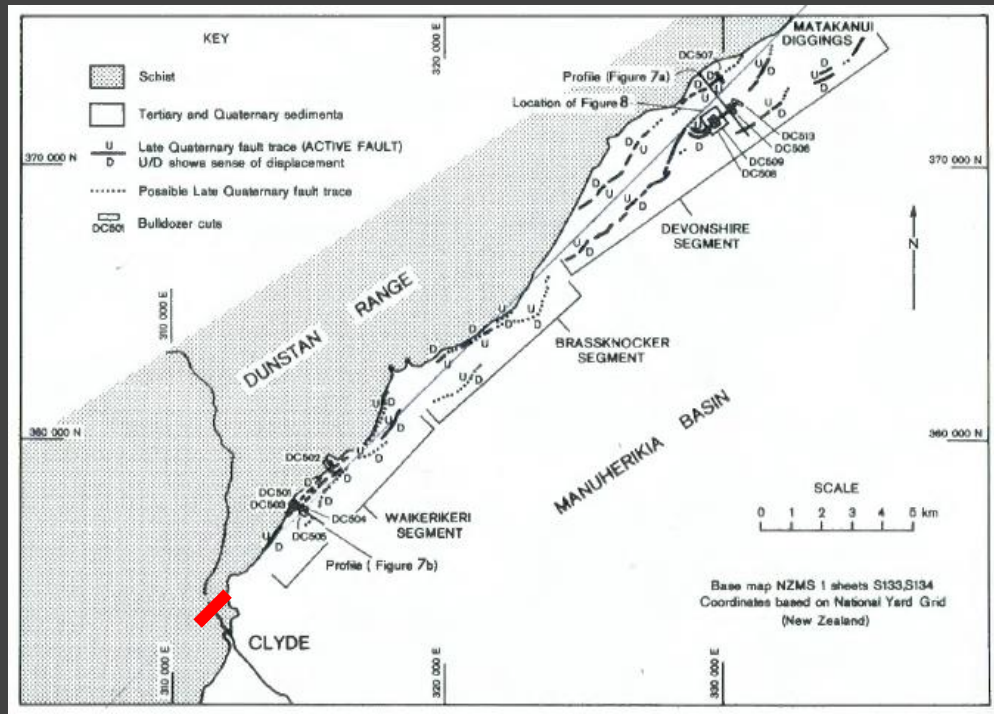 KEY
Schist
Tertiary and Quaternary sediments
U
D
Late Quaternary fault trace (ACTIVE FAULT)
U/D shows sense of displacement
Possible Late Quaternary fault trace
DC501
Bulldozer cuts
320 000 E
MATAKANUI
DIGGINGS
DC507
Profile (Figure 7a)
Location of Figure 8
DC513
DC506
DC509
DC508
370 000 N
370 000 N
DEVONSHIRE
SEGMENT
N
310 000 E
DUNSTAN RANGE
BRASSKNOCKER
SEGMENT
MANUHERIKIA BASIN
360 000 N
360 000 N
DC502
DC501
DC503
DC504
DC505
WAIKERIKERI
SEGMENT
Profile ( Figure 7b)
SCALE
0 1 2 3 4 5 km
Base map NZMS 1 sheets S133,S134
Coordinates based on National Yard Grid
(New Zealand)
CLYDE
310 000 E
320 000 E
330 000 E